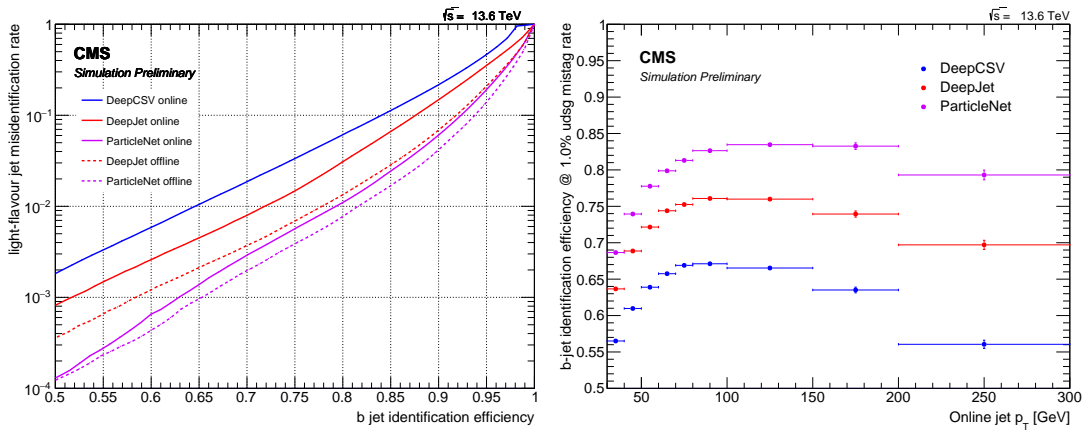 √s = 13.6 TeV
CMS
Simulation Preliminary
DeepCSV online
DeepJet online
ParticleNet online
DeepJet offline
ParticleNet offline
light-flavour jet misidentification rate
1
10⁻¹
10⁻²
10⁻³
10⁻⁴
0.5 0.55 0.6 0.65 0.7 0.75 0.8 0.85 0.9 0.95 1
b jet identification efficiency
√s = 13.6 TeV
CMS
Simulation Preliminary
DeepCSV
DeepJet
ParticleNet
b-jet identification efficiency @ 1.0% udsg mistag rate
1
0.95
0.9
0.85
0.8
0.75
0.7
0.65
0.6
0.55
0.5
50 100 150 200 250 300
Online jet p_T [GeV]